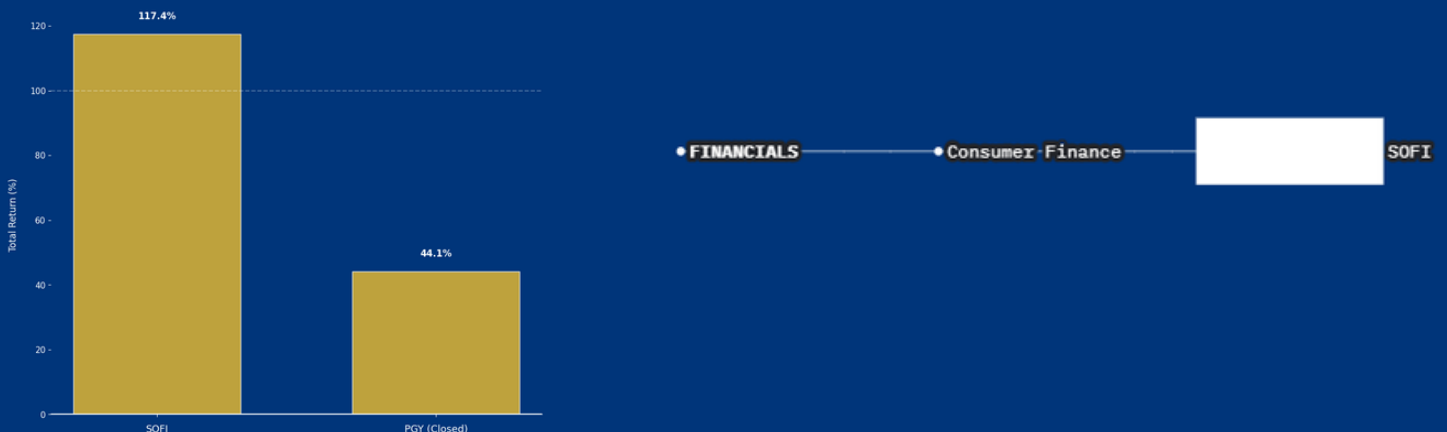 117.4%
120
100
80
60
40
20
0
Total Return (%)
44.1%
SOFI
PGY (Closed)
FINANCIALS
Consumer Finance
SOFI